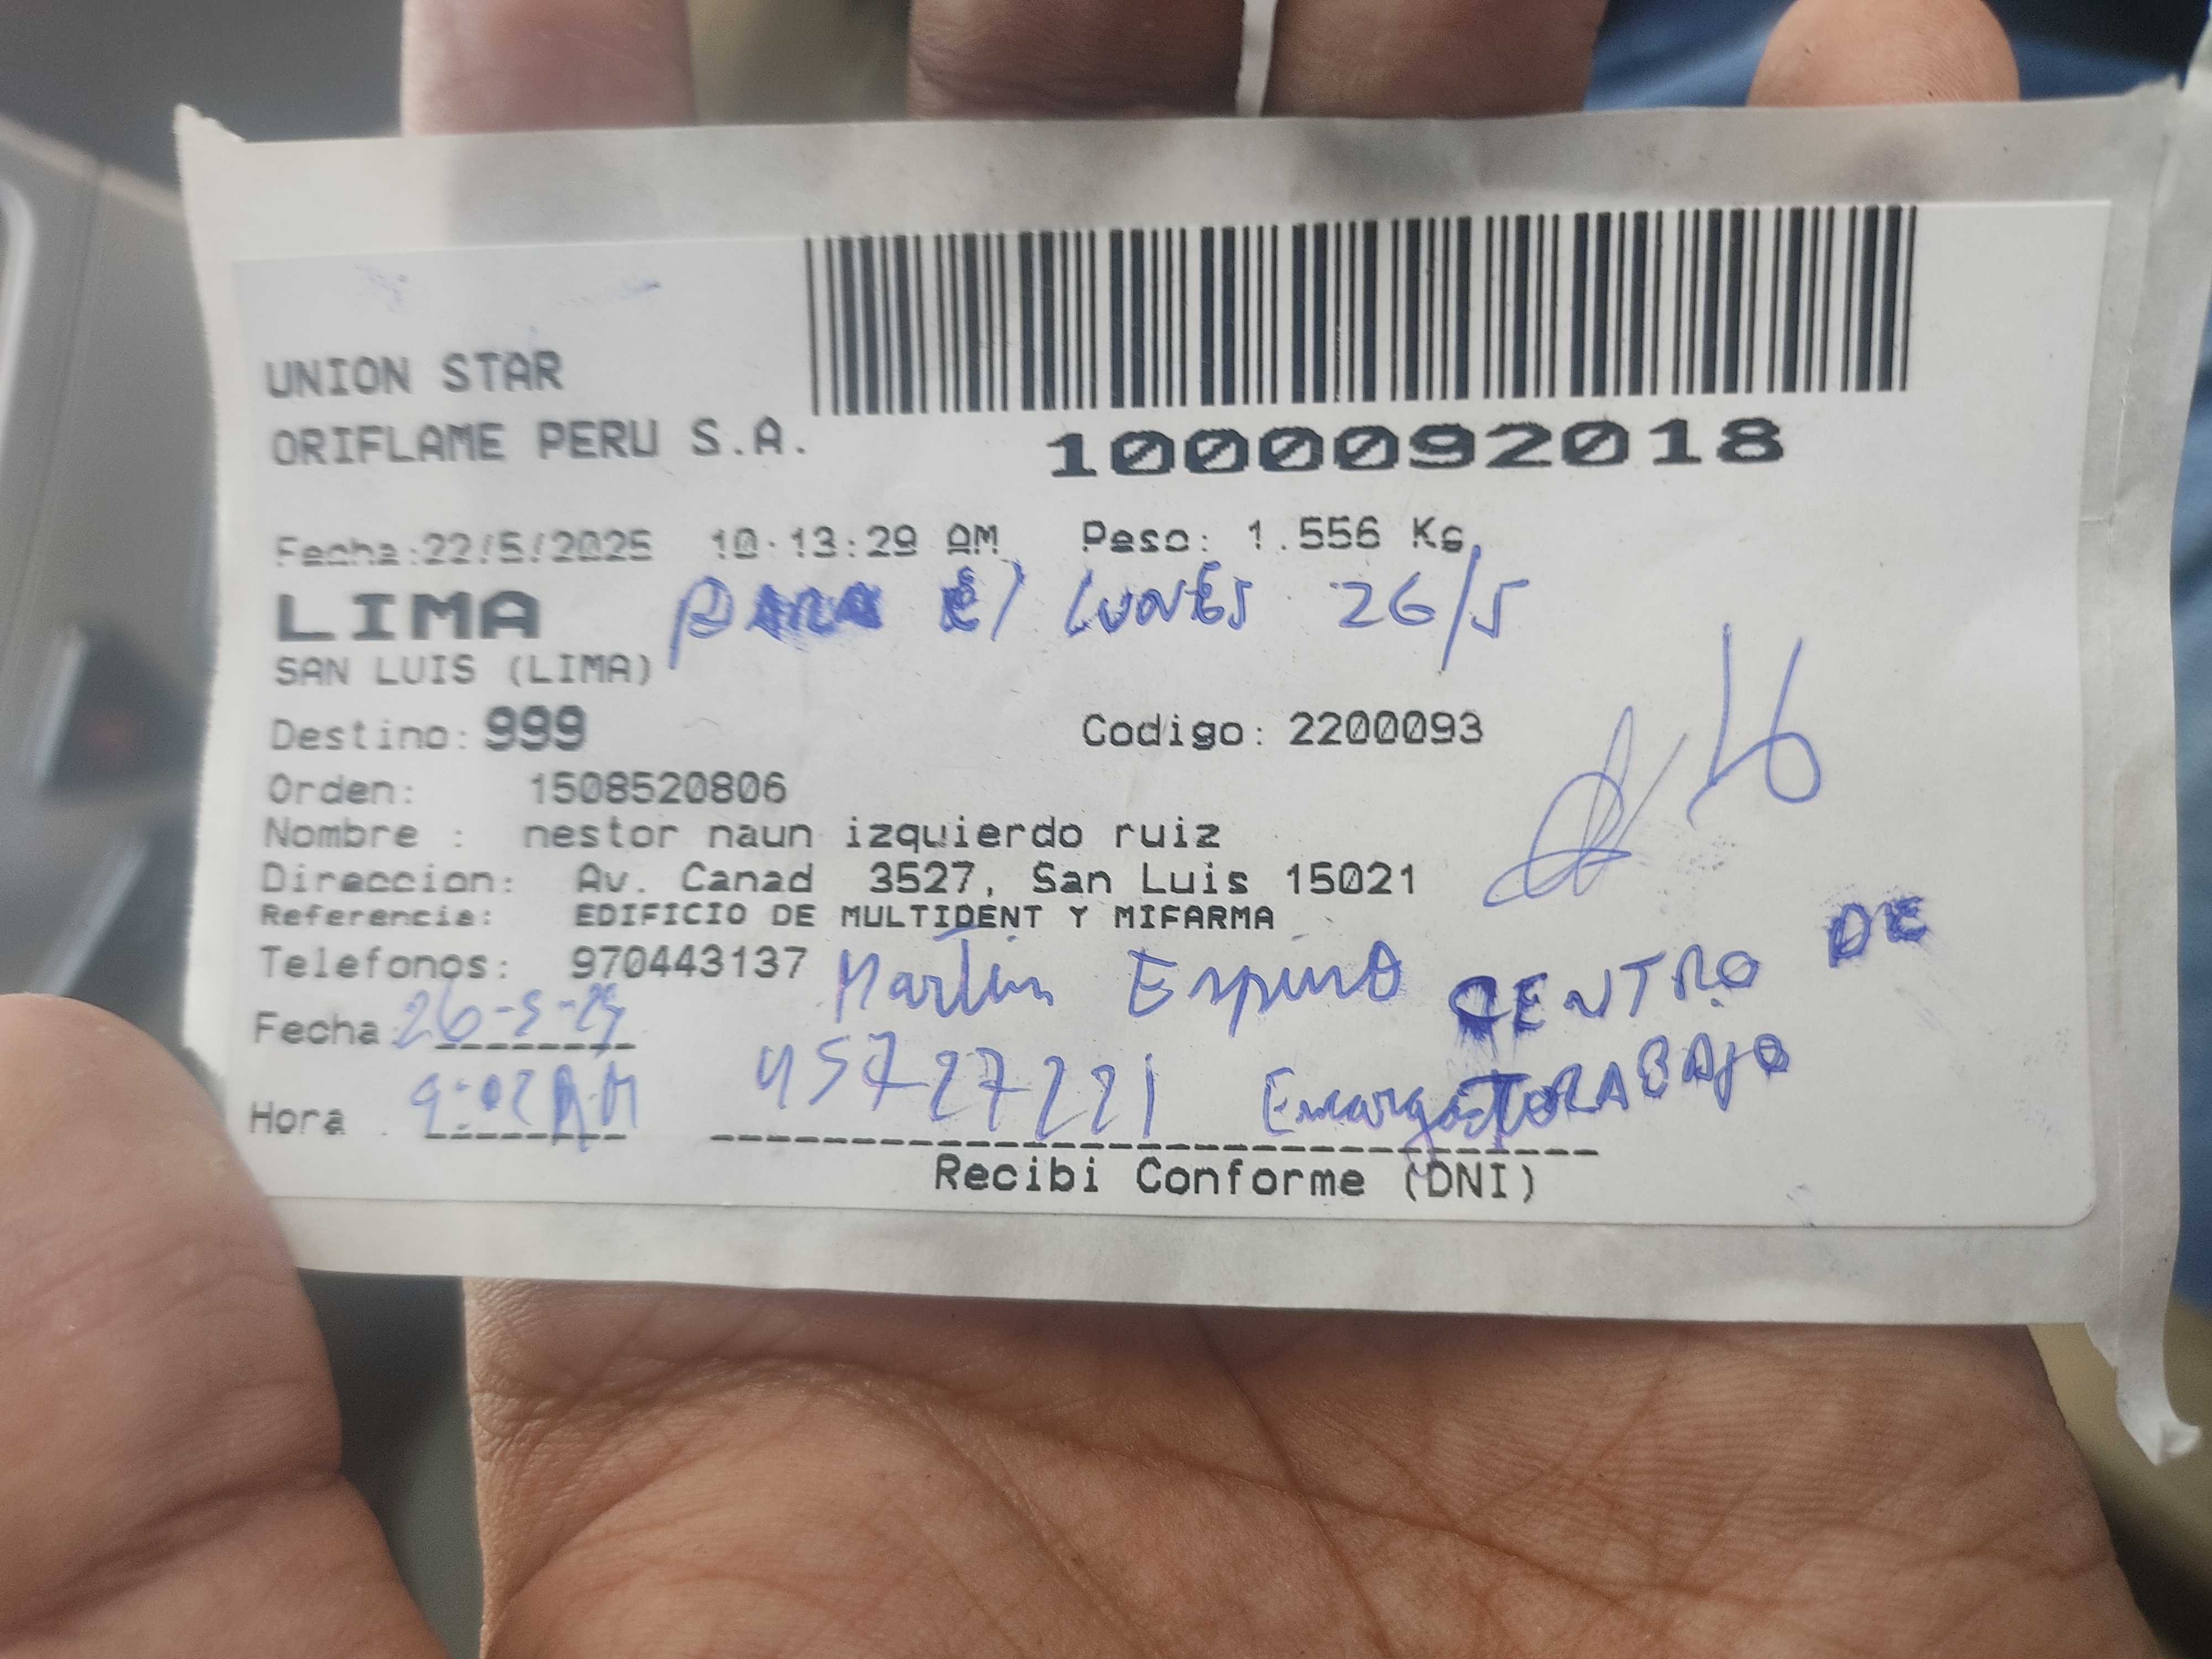 UNION STAR
ORIFLAME PERU S.A.
1000092018
Fecha:22/5/2025 10:13:29 AM Peso: 1.556 Kg.
LIMA PARA El LUNES 26/5
SAN LUIS (LIMA)
16
Destino: 999 Codigo: 2200093
Orden: 1508520806
Nombre : nestor naun izquierdo ruiz
Direccion: Av. Canad 3527, San Luis 15021
Referencia: EDIFICIO DE MULTIDENT Y MIFARMA
Telefonos: 970443137 Martin Espino CENTRO DE
Fecha: 26-5-25
Hora : 9:02 A.M 45727221 TRABAJO
Recibi Conforme (DNI)